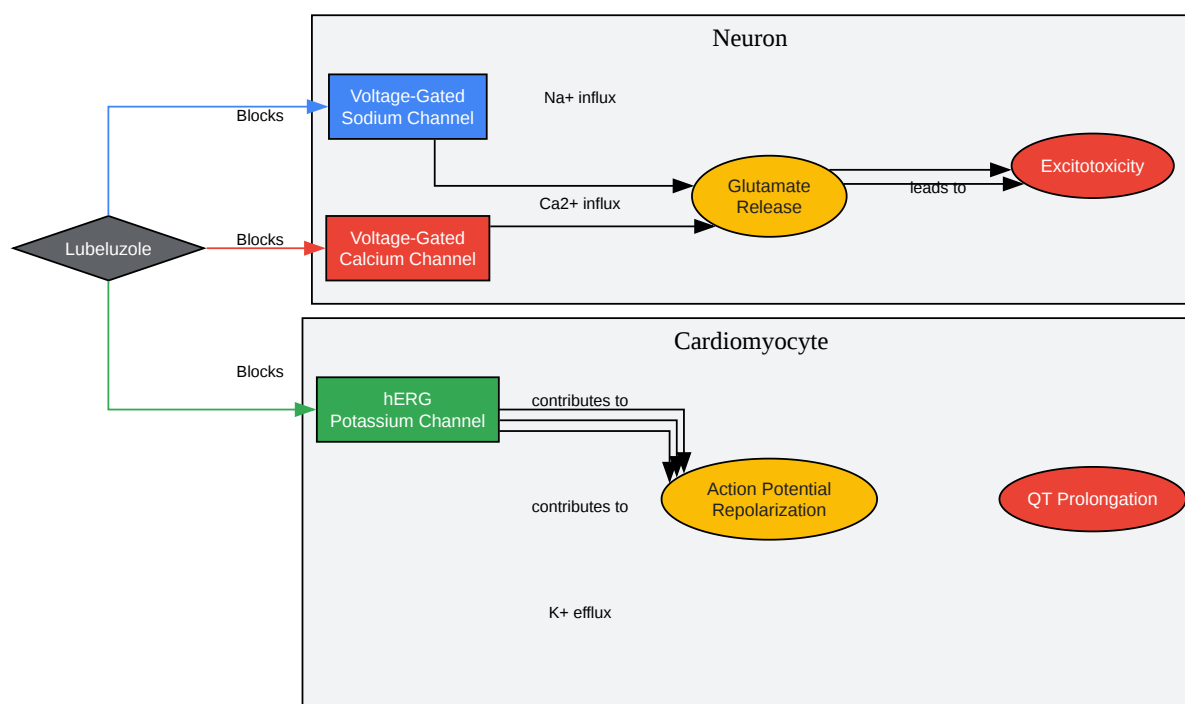 Neuron
Voltage-Gated
Sodium Channel
Na+ influx
Blocks
Excitotoxicity
Glutamate
Release
leads to
Ca2+ influx
Voltage-Gated
Calcium Channel
Blocks
Lubeluzole
Cardiomyocyte
Blocks
hERG
Potassium Channel
contributes to
Action Potential
Repolarization
QT Prolongation
contributes to
K+ efflux